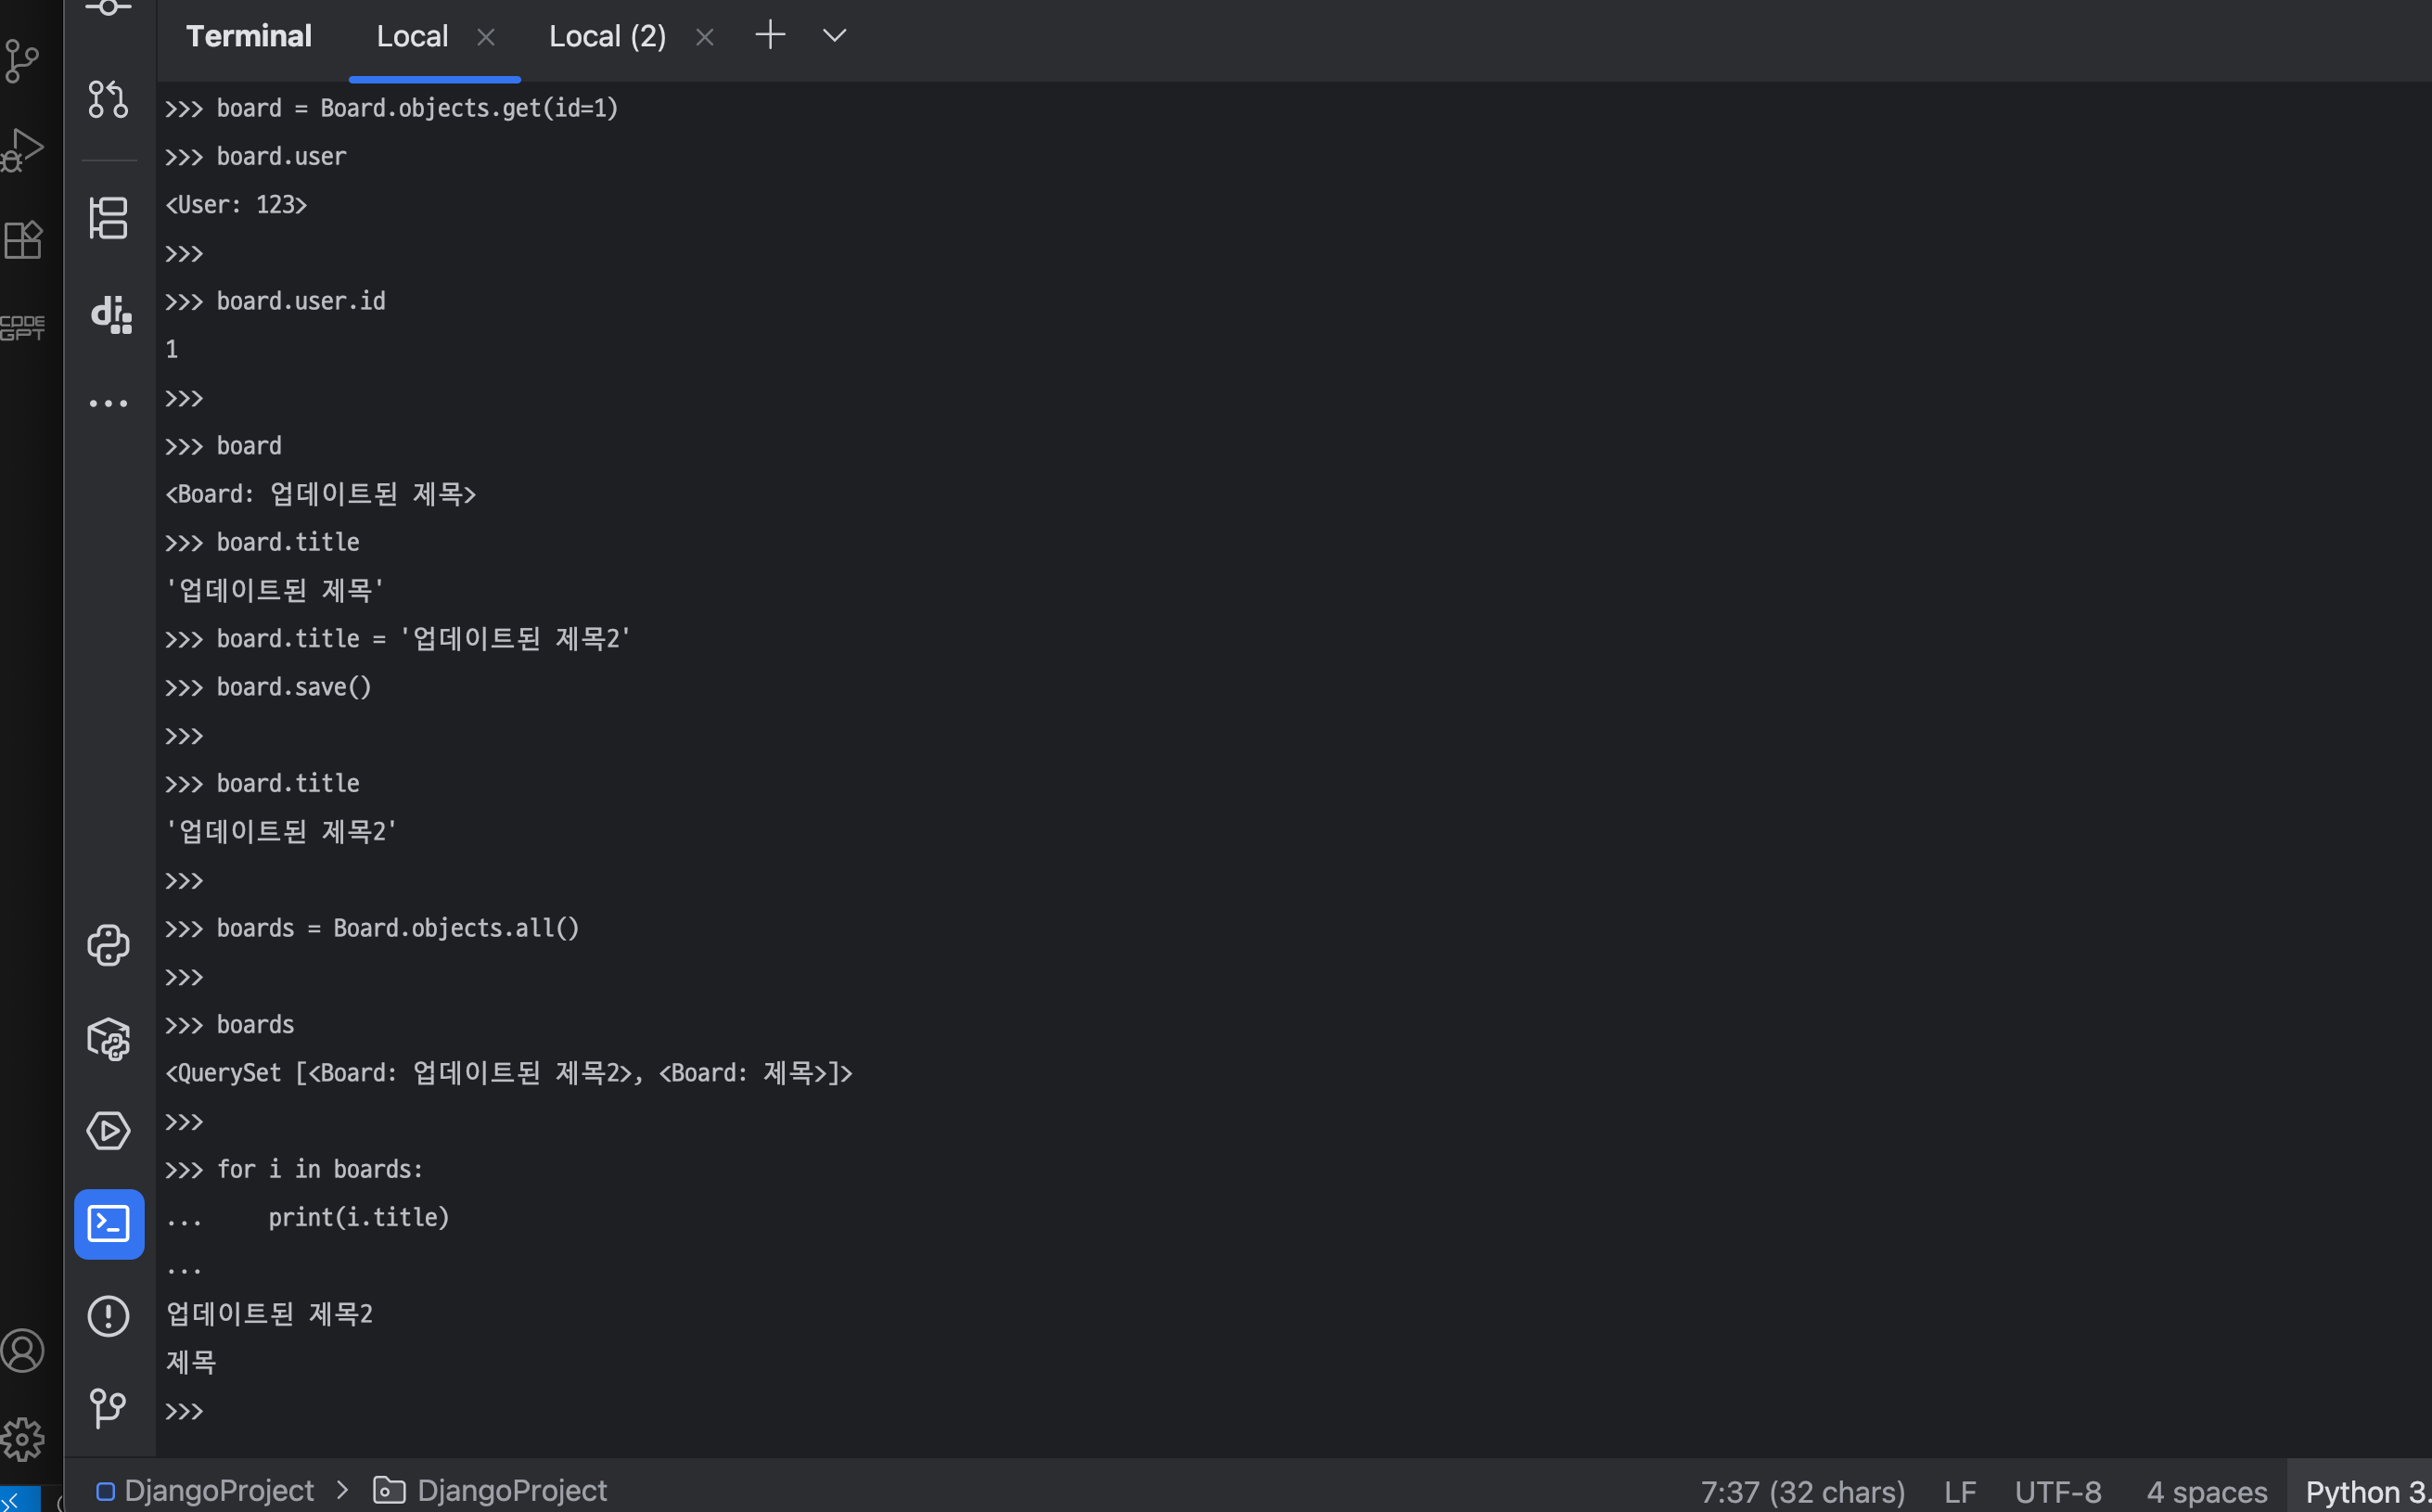 Terminal Local Local (2)
>>> board = Board.objects.get(id=1)
>>> board.user
<User: 123>
>>>
>>> board.user.id
1
>>>
>>> board
<Board: 업데이트된 제목>
>>> board.title
'업데이트된 제목'
>>> board.title = '업데이트된 제목2'
>>> board.save()
>>>
>>> board.title
'업데이트된 제목2'
>>>
>>> boards = Board.objects.all()
>>>
>>> boards
<QuerySet [<Board: 업데이트된 제목2>, <Board: 제목>]>
>>>
>>> for i in boards:
...     print(i.title)
...
업데이트된 제목2
제목
>>>
CODE
GPT
DjangoProject > DjangoProject 7:37 (32 chars) LF UTF-8 4 spaces Python 3